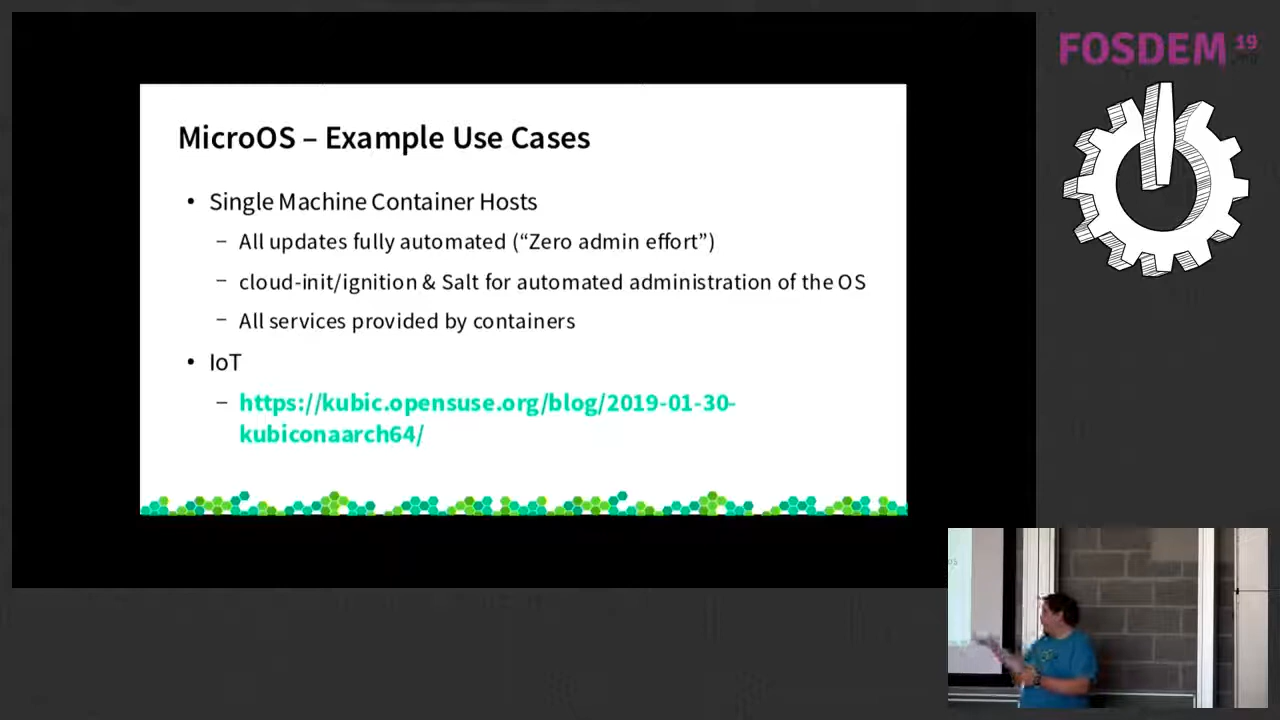 FOSDEM 19
MicroOS – Example Use Cases
• Single Machine Container Hosts
– All updates fully automated (“Zero admin effort”)
– cloud-init/ignition & Salt for automated administration of the OS
– All services provided by containers
• IoT
– https://kubic.opensuse.org/blog/2019-01-30-
kubiconaarch64/